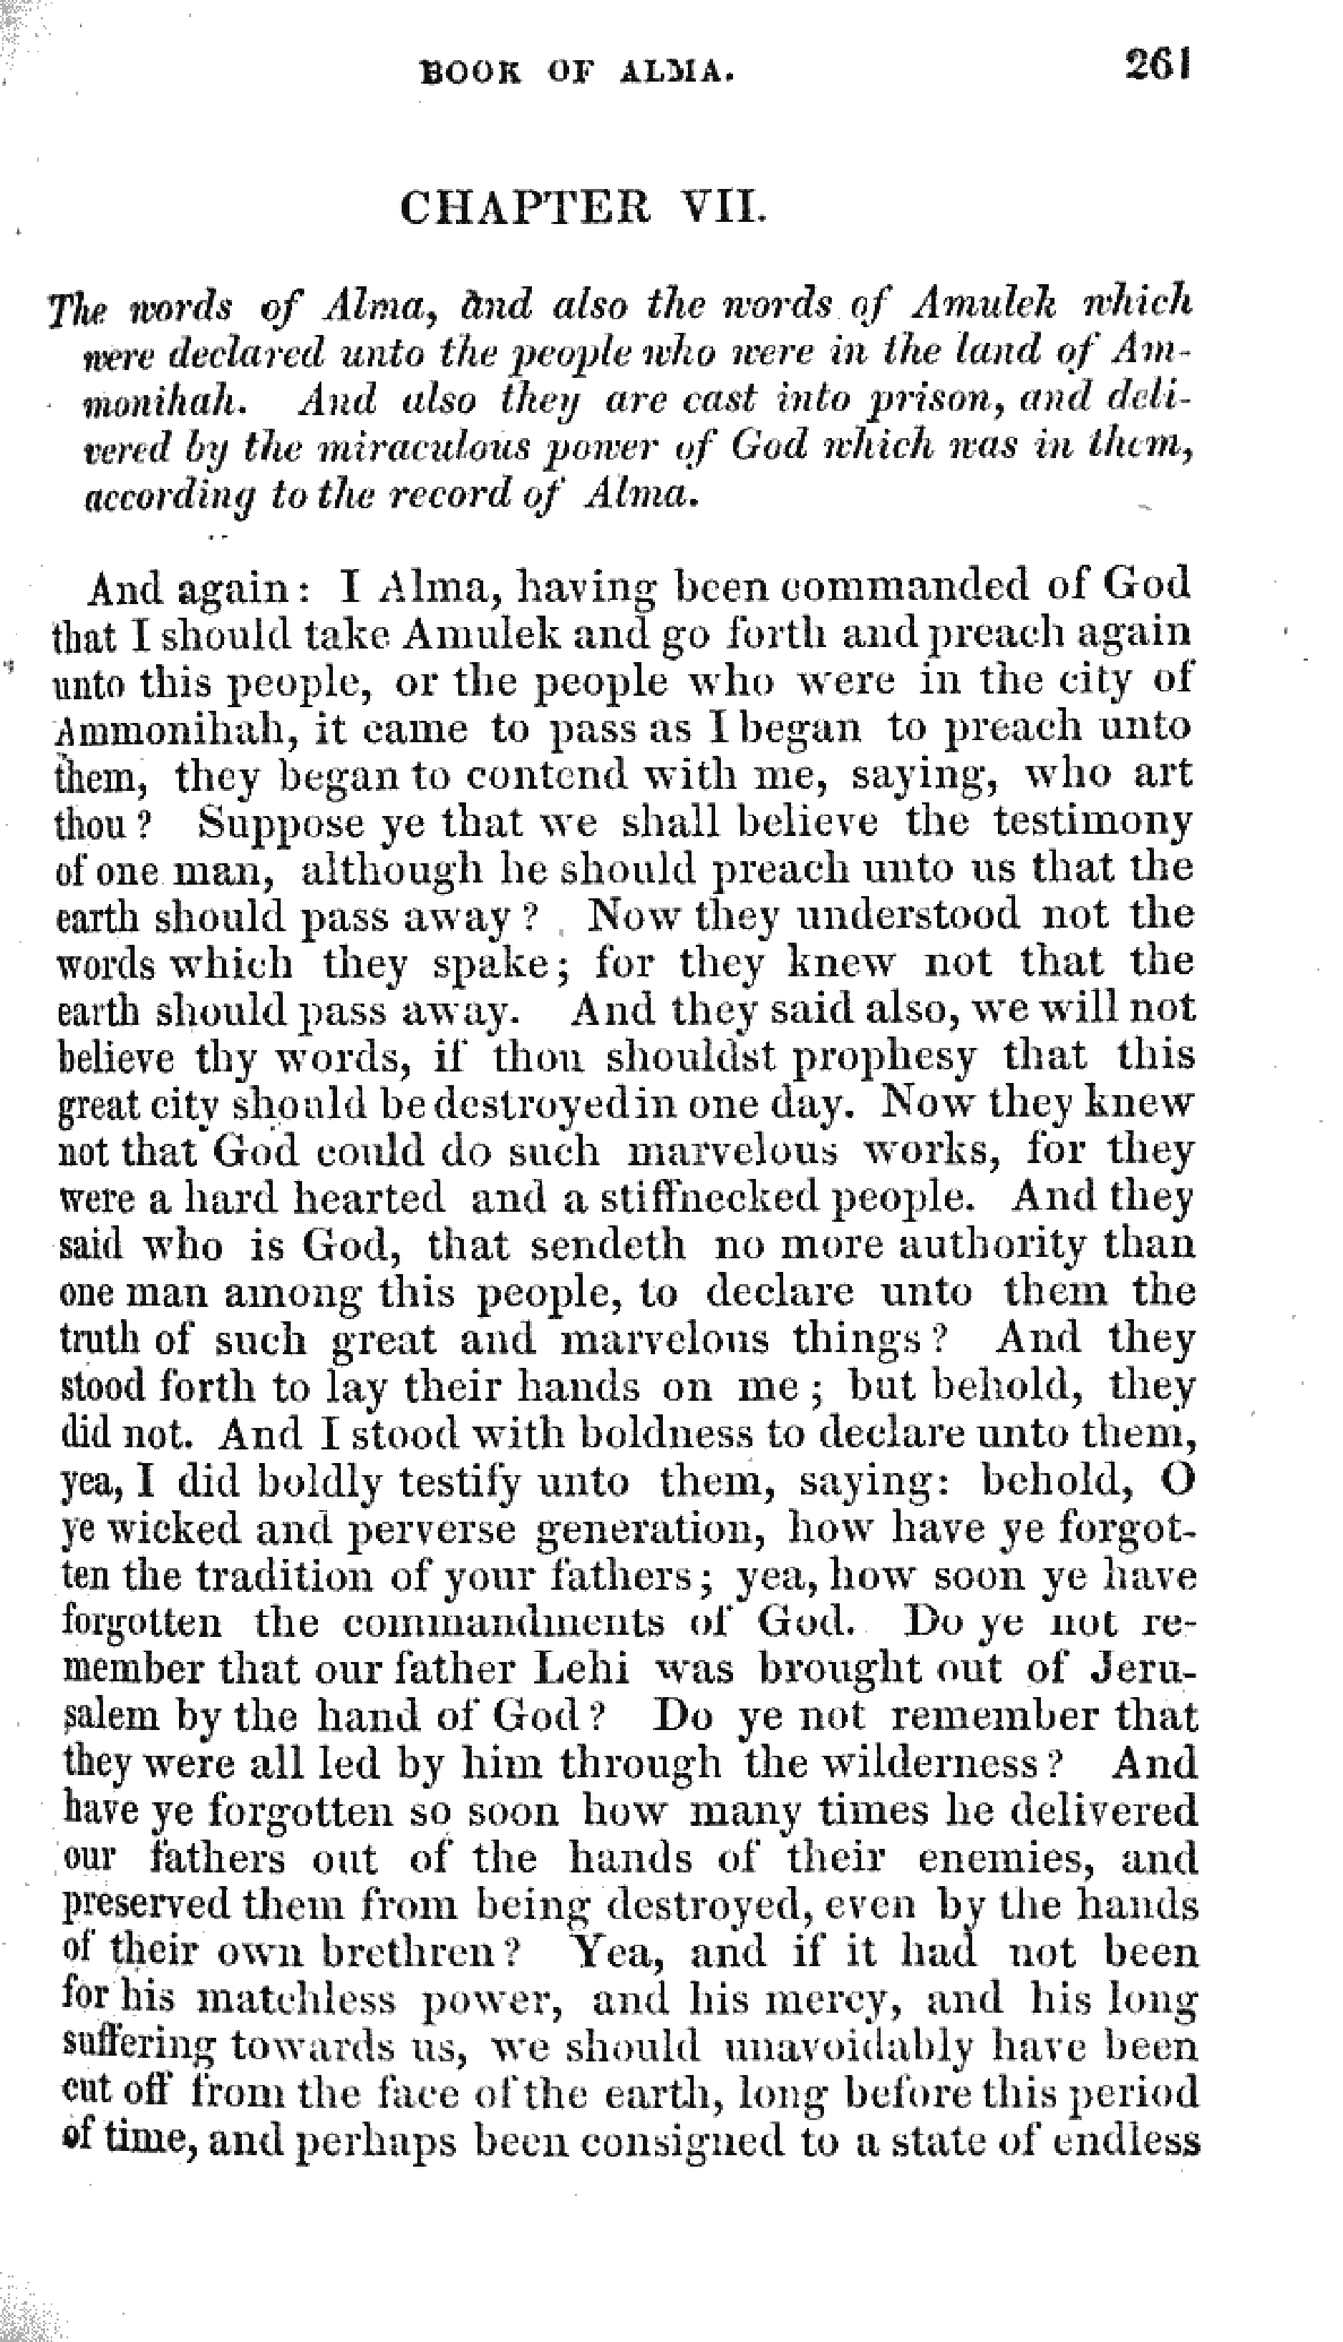 BOOK OF ALMA. 261
CHAPTER VII.
The words of Alma, and also the words of Amulek which
were declared unto the people who were in the land of Am-
monihah. And also they are cast into prison, and deli-
vered by the miraculous power of God which was in them,
according to the record of Alma.
And again: I Alma, having been commanded of God
that I should take Amulek and go forth and preach again
unto this people, or the people who were in the city of
Ammonihah, it came to pass as I began to preach unto
them, they began to contend with me, saying, who art
thou? Suppose ye that we shall believe the testimony
of one man, although he should preach unto us that the
earth should pass away? Now they understood not the
words which they spake; for they knew not that the
earth should pass away. And they said also, we will not
believe thy words, if thou shouldst prophesy that this
great city should be destroyed in one day. Now they knew
not that God could do such marvelous works, for they
were a hard hearted and a stiffnecked people. And they
said who is God, that sendeth no more authority than
one man among this people, to declare unto them the
truth of such great and marvelous things? And they
stood forth to lay their hands on me; but behold, they
did not. And I stood with boldness to declare unto them,
yea, I did boldly testify unto them, saying: behold, O
ye wicked and perverse generation, how have ye forgot-
ten the tradition of your fathers; yea, how soon ye have
forgotten the commandments of God. Do ye not re-
member that our father Lehi was brought out of Jeru-
salem by the hand of God? Do ye not remember that
they were all led by him through the wilderness? And
have ye forgotten so soon how many times he delivered
our fathers out of the hands of their enemies, and
preserved them from being destroyed, even by the hands
of their own brethren? Yea, and if it had not been
for his matchless power, and his mercy, and his long
suffering towards us, we should unavoidably have been
cut off from the face of the earth, long before this period
of time, and perhaps been consigned to a state of endless